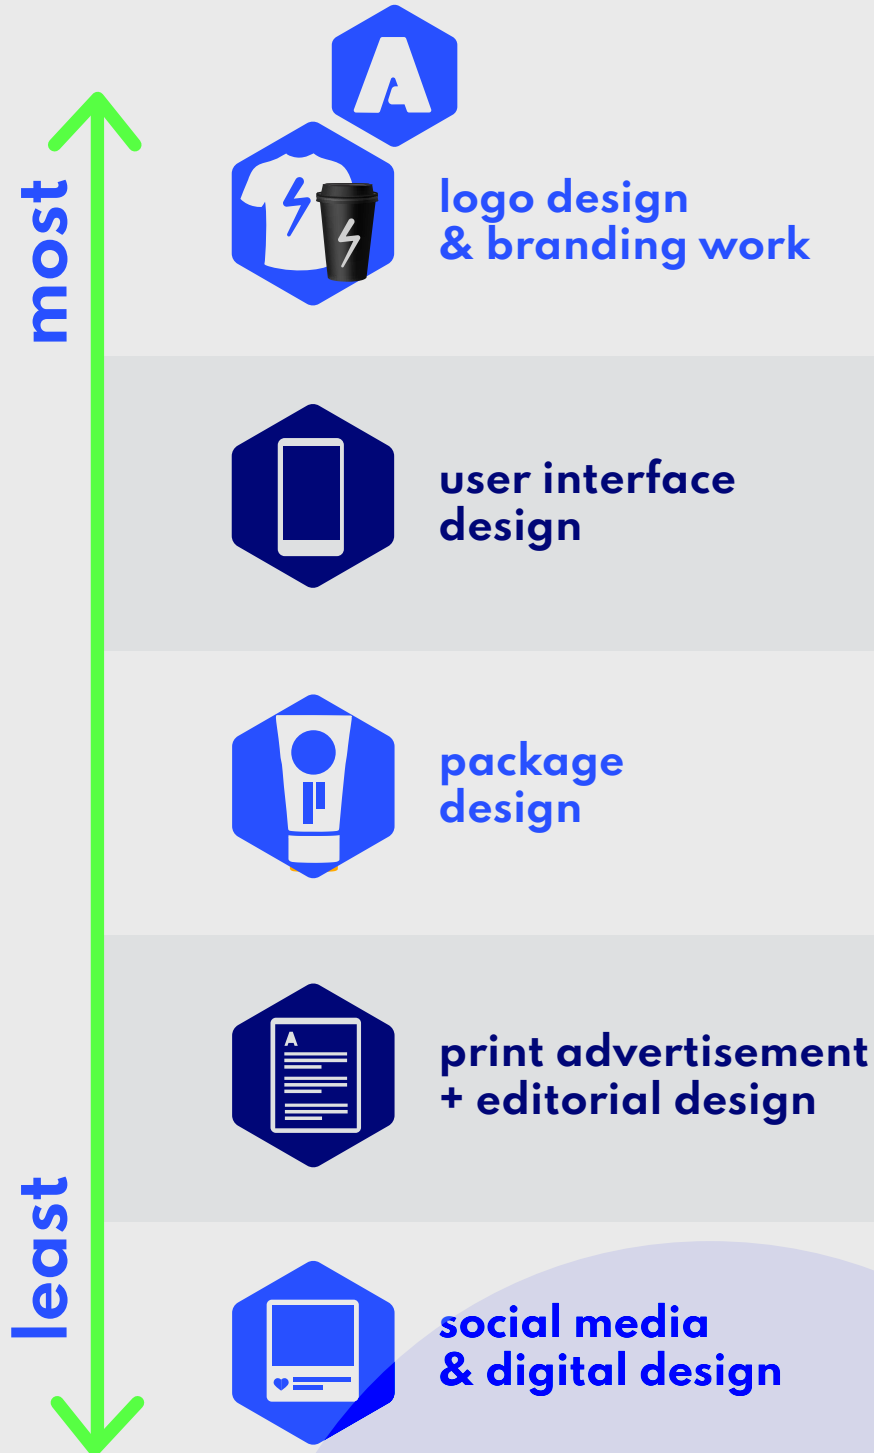 A
most
logo design
& branding work
user interface
design
package
design
A
print advertisement
+ editorial design
least
social media
& digital design